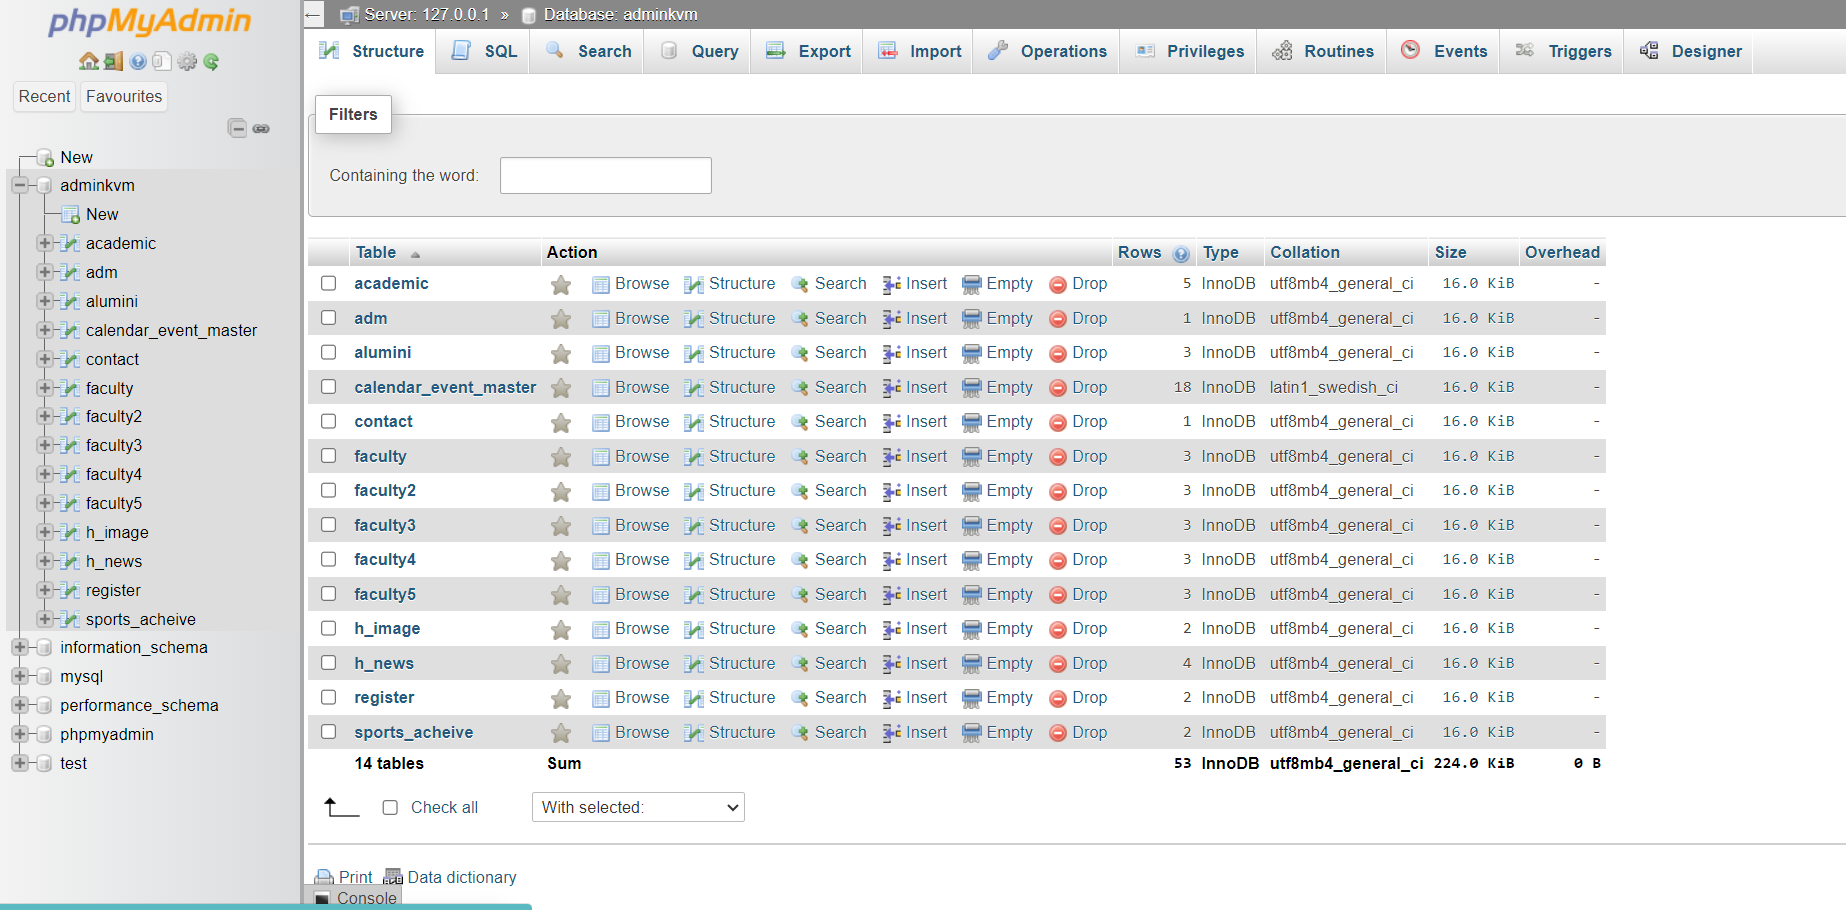 phpMyAdmin
Recent Favourites
New
adminkvm
New
academic
adm
alumini
calendar_event_master
contact
faculty
faculty2
faculty3
faculty4
faculty5
h_image
h_news
register
sports_acheive
information_schema
mysql
performance_schema
phpmyadmin
test
Server: 127.0.0.1 » Database: adminkvm
Structure SQL Search Query Export Import Operations Privileges Routines Events Triggers Designer
Filters
Containing the word:
Table Action Rows Type Collation Size Overhead
academic Browse Structure Search Insert Empty Drop 5 InnoDB utf8mb4_general_ci 16.0 KiB -
adm Browse Structure Search Insert Empty Drop 1 InnoDB utf8mb4_general_ci 16.0 KiB -
alumini Browse Structure Search Insert Empty Drop 3 InnoDB utf8mb4_general_ci 16.0 KiB -
calendar_event_master Browse Structure Search Insert Empty Drop 18 InnoDB latin1_swedish_ci 16.0 KiB -
contact Browse Structure Search Insert Empty Drop 1 InnoDB utf8mb4_general_ci 16.0 KiB -
faculty Browse Structure Search Insert Empty Drop 3 InnoDB utf8mb4_general_ci 16.0 KiB -
faculty2 Browse Structure Search Insert Empty Drop 3 InnoDB utf8mb4_general_ci 16.0 KiB -
faculty3 Browse Structure Search Insert Empty Drop 3 InnoDB utf8mb4_general_ci 16.0 KiB -
faculty4 Browse Structure Search Insert Empty Drop 3 InnoDB utf8mb4_general_ci 16.0 KiB -
faculty5 Browse Structure Search Insert Empty Drop 3 InnoDB utf8mb4_general_ci 16.0 KiB -
h_image Browse Structure Search Insert Empty Drop 2 InnoDB utf8mb4_general_ci 16.0 KiB -
h_news Browse Structure Search Insert Empty Drop 4 InnoDB utf8mb4_general_ci 16.0 KiB -
register Browse Structure Search Insert Empty Drop 2 InnoDB utf8mb4_general_ci 16.0 KiB -
sports_acheive Browse Structure Search Insert Empty Drop 2 InnoDB utf8mb4_general_ci 16.0 KiB -
14 tables Sum 53 InnoDB utf8mb4_general_ci 224.0 KiB 0 B
Check all With selected:
Print Data dictionary
Console